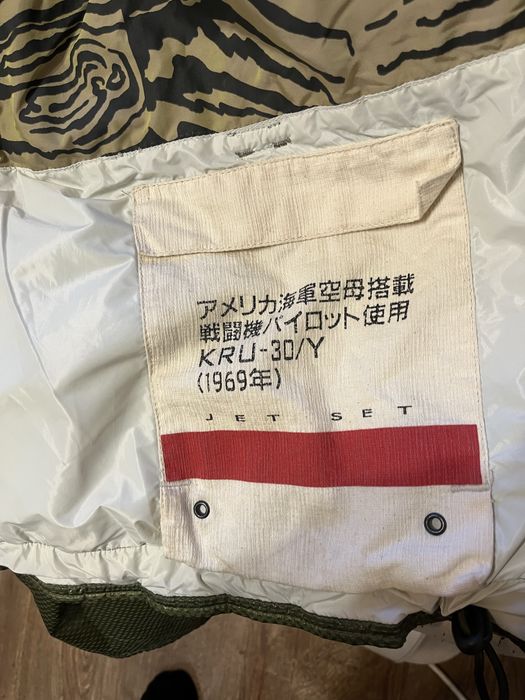 アメリカ海軍空母搭載
戦闘機パイロット使用
KRU-30/Y
(1969年)
JET SET